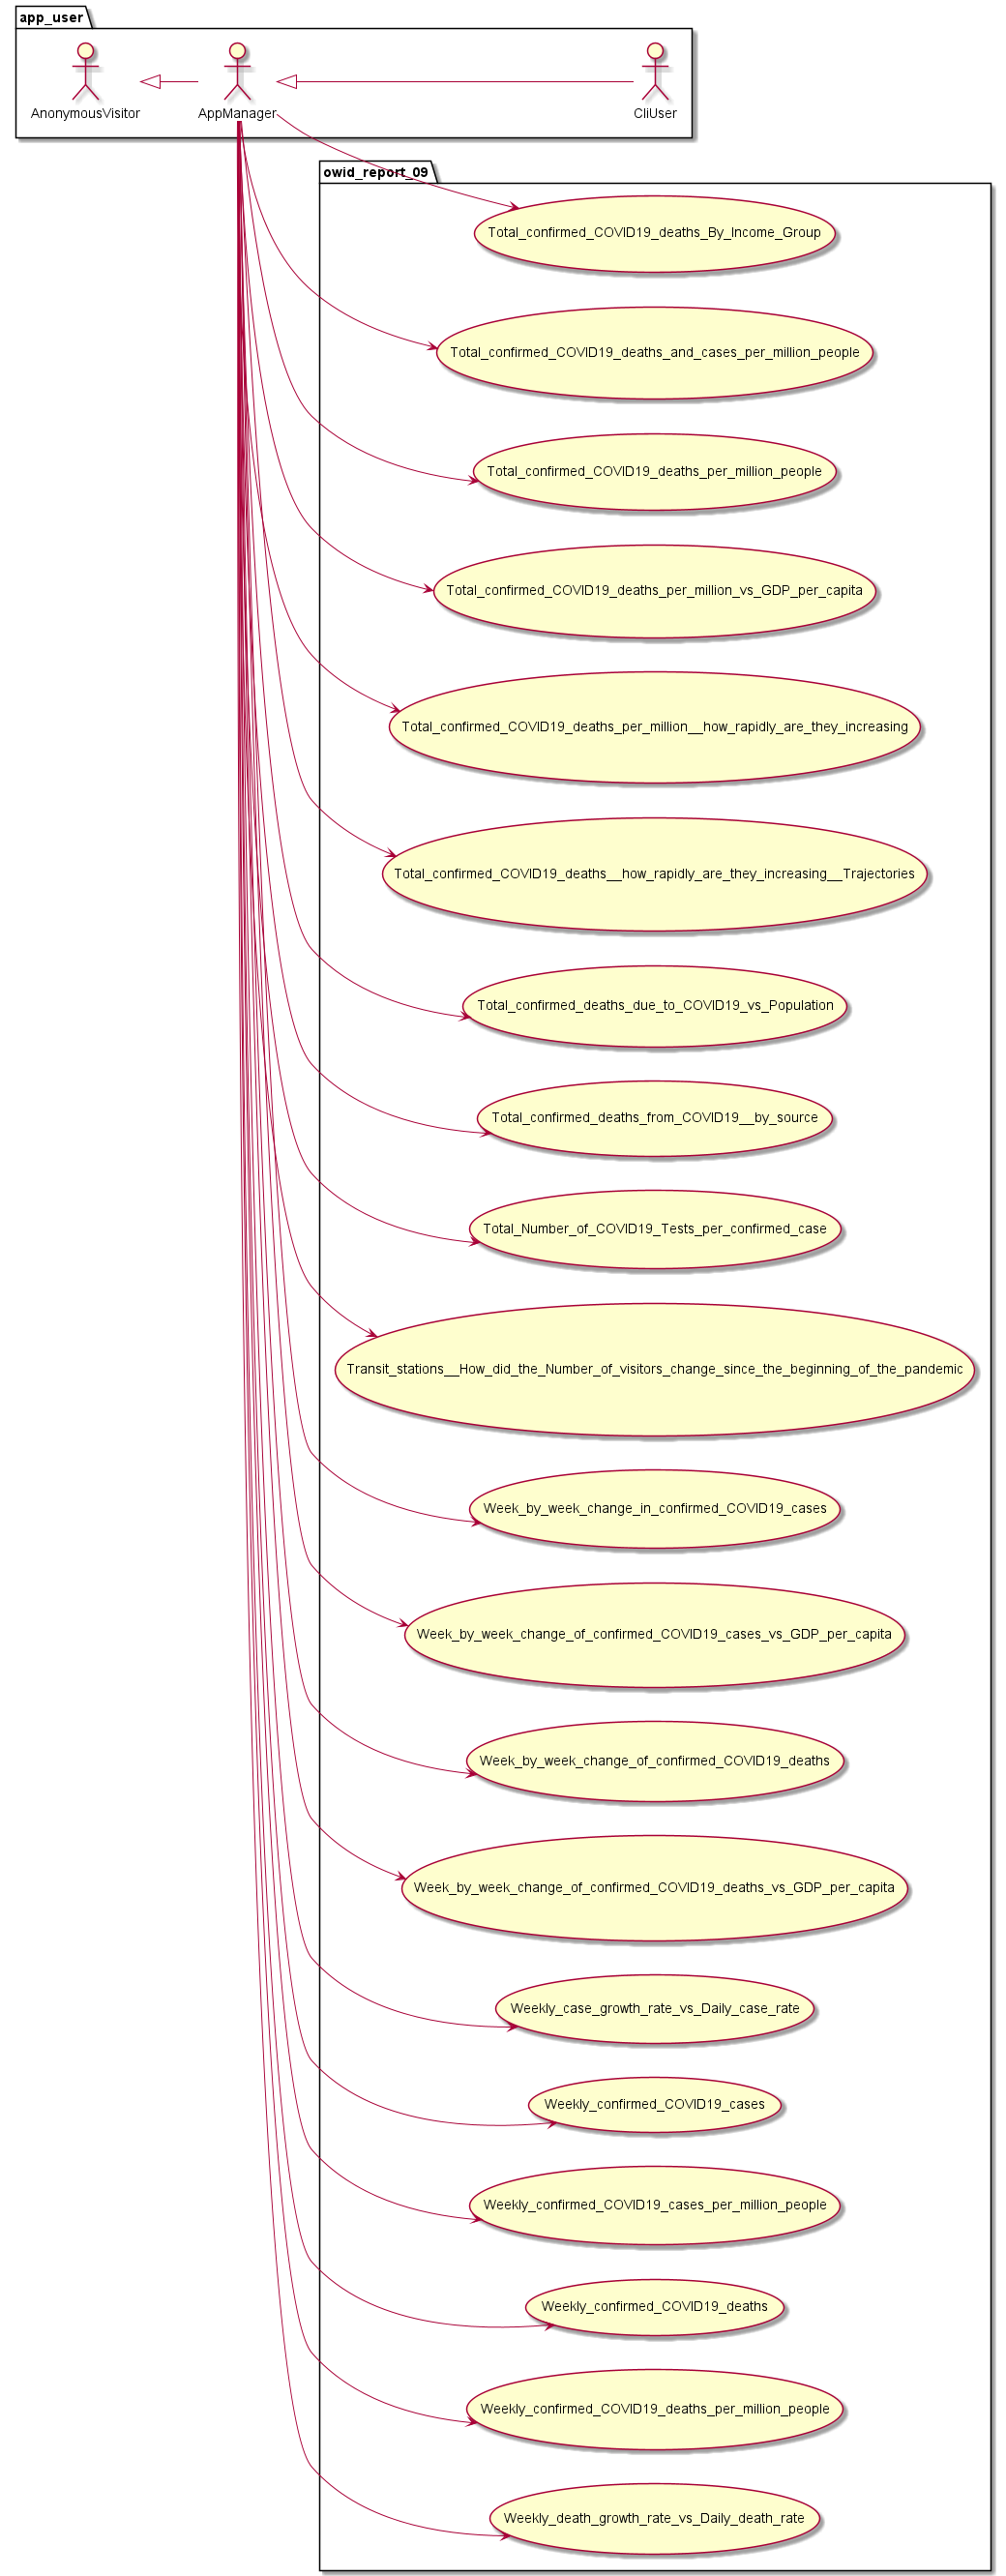 app_user
AnonymousVisitor
AppManager
CliUser
owid_report_09
Total_confirmed_COVID19_deaths_By_Income_Group
Total_confirmed_COVID19_deaths_and_cases_per_million_people
Total_confirmed_COVID19_deaths_per_million_people
Total_confirmed_COVID19_deaths_per_million_vs_GDP_per_capita
Total_confirmed_COVID19_deaths_per_million__how_rapidly_are_they_increasing
Total_confirmed_COVID19_deaths__how_rapidly_are_they_increasing__Trajectories
Total_confirmed_deaths_due_to_COVID19_vs_Population
Total_confirmed_deaths_from_COVID19__by_source
Total_Number_of_COVID19_Tests_per_confirmed_case
Transit_stations__How_did_the_Number_of_visitors_change_since_the_beginning_of_the_pandemic
Week_by_week_change_in_confirmed_COVID19_cases
Week_by_week_change_of_confirmed_COVID19_cases_vs_GDP_per_capita
Week_by_week_change_of_confirmed_COVID19_deaths
Week_by_week_change_of_confirmed_COVID19_deaths_vs_GDP_per_capita
Weekly_case_growth_rate_vs_Daily_case_rate
Weekly_confirmed_COVID19_cases
Weekly_confirmed_COVID19_cases_per_million_people
Weekly_confirmed_COVID19_deaths
Weekly_confirmed_COVID19_deaths_per_million_people
Weekly_death_growth_rate_vs_Daily_death_rate